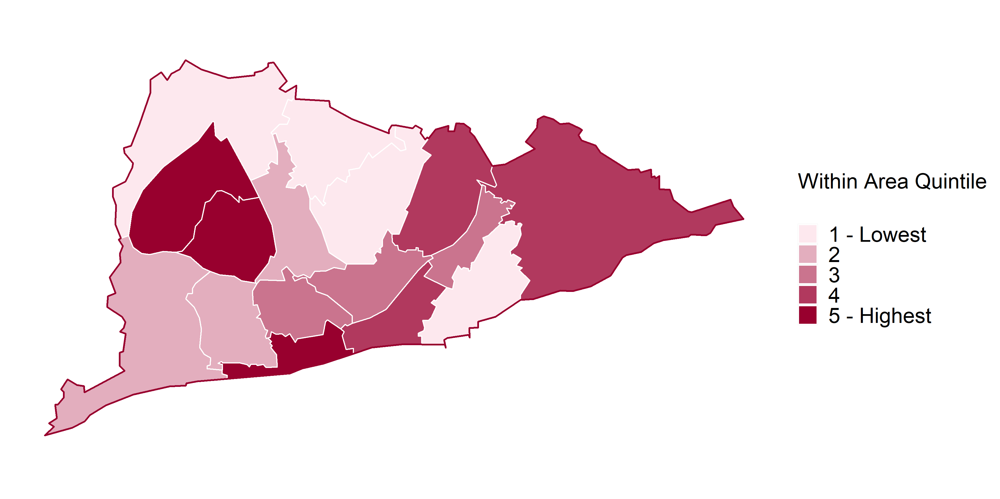 Within Area Quintile
1 - Lowest
2
3
4
5 - Highest